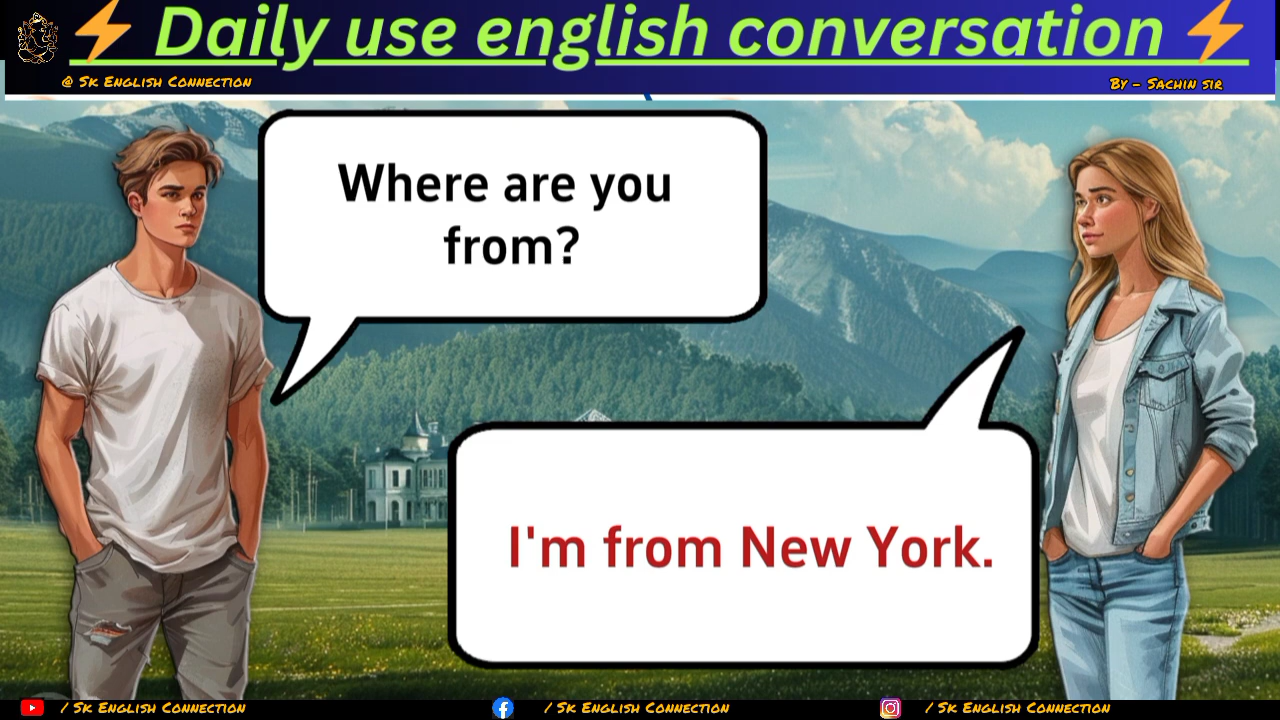 ⚡ Daily use english conversation ⚡
@ Sk English Connection
By - Sachin sir
Where are you
from?
I'm from New York.
/ Sk English Connection
/ Sk English Connection
/ Sk English Connection